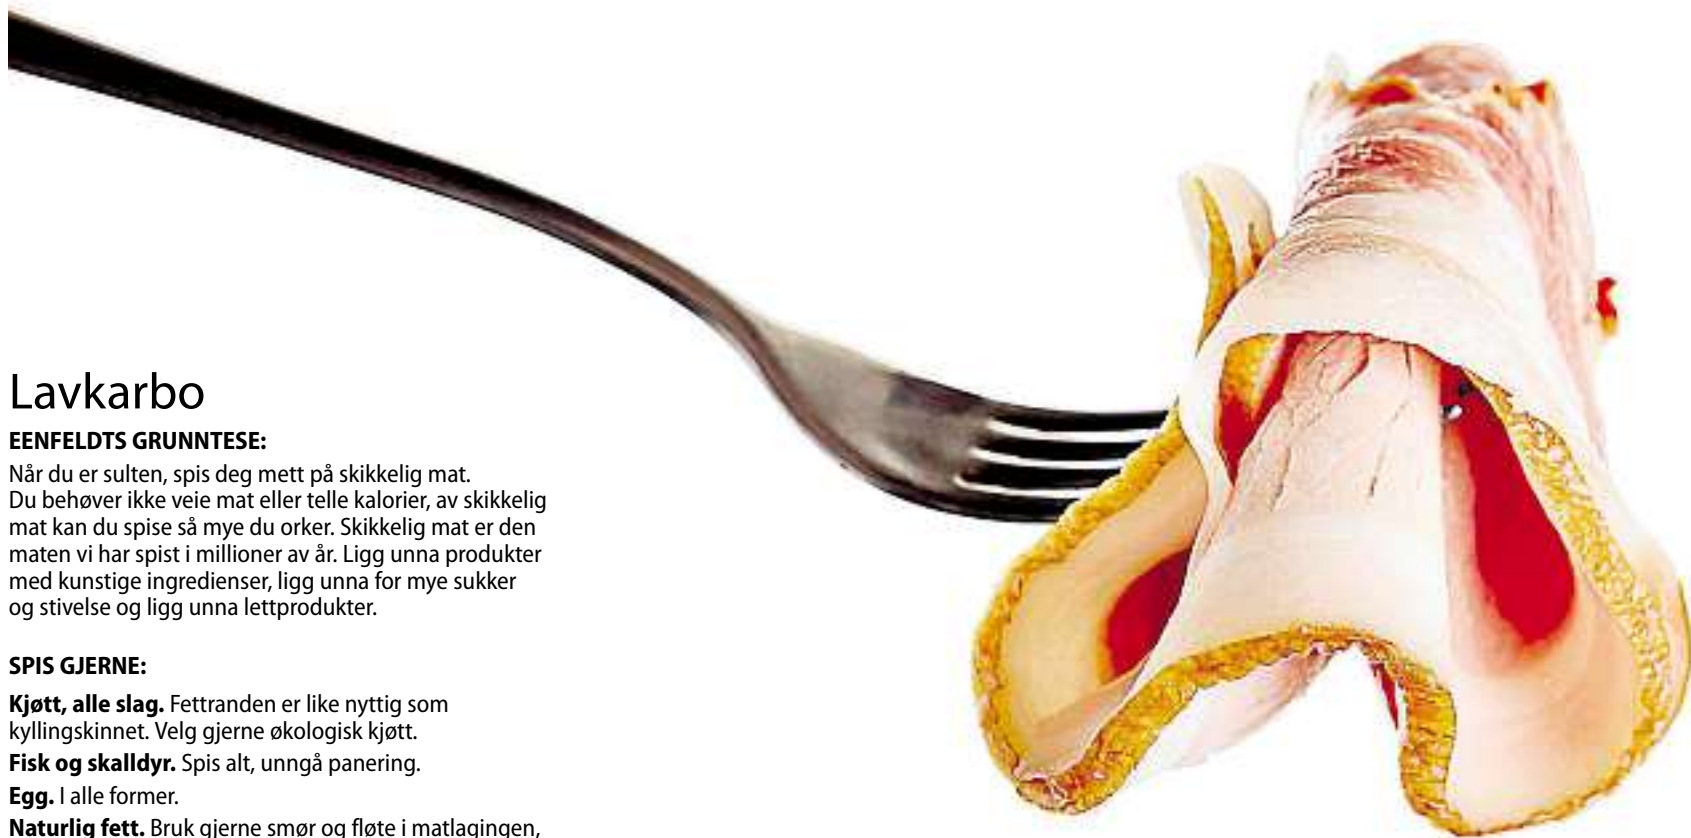 Lavkarbo
EENFELDTS GRUNNTESE:
Når du er sulten, spis deg mett på skikkelig mat.
Du behøver ikke veie mat eller telle kalorier, av skikkelig
mat kan du spise så mye du orker. Skikkelig mat er den
maten vi har spist i millioner av år. Ligg unna produkter
med kunstige ingredienser, ligg unna for mye sukker
og stivelse og ligg unna lettprodukter.
SPIS GJERNE:
Kjøtt, alle slag. Fettranden er like nyttig som
kyllingskinnet. Velg gjerne økologisk kjøtt.
Fisk og skalldyr. Spis alt, unngå panering.
Egg. I alle former.
Naturlig fett. Bruk gjerne smør og fløte i matlagingen,